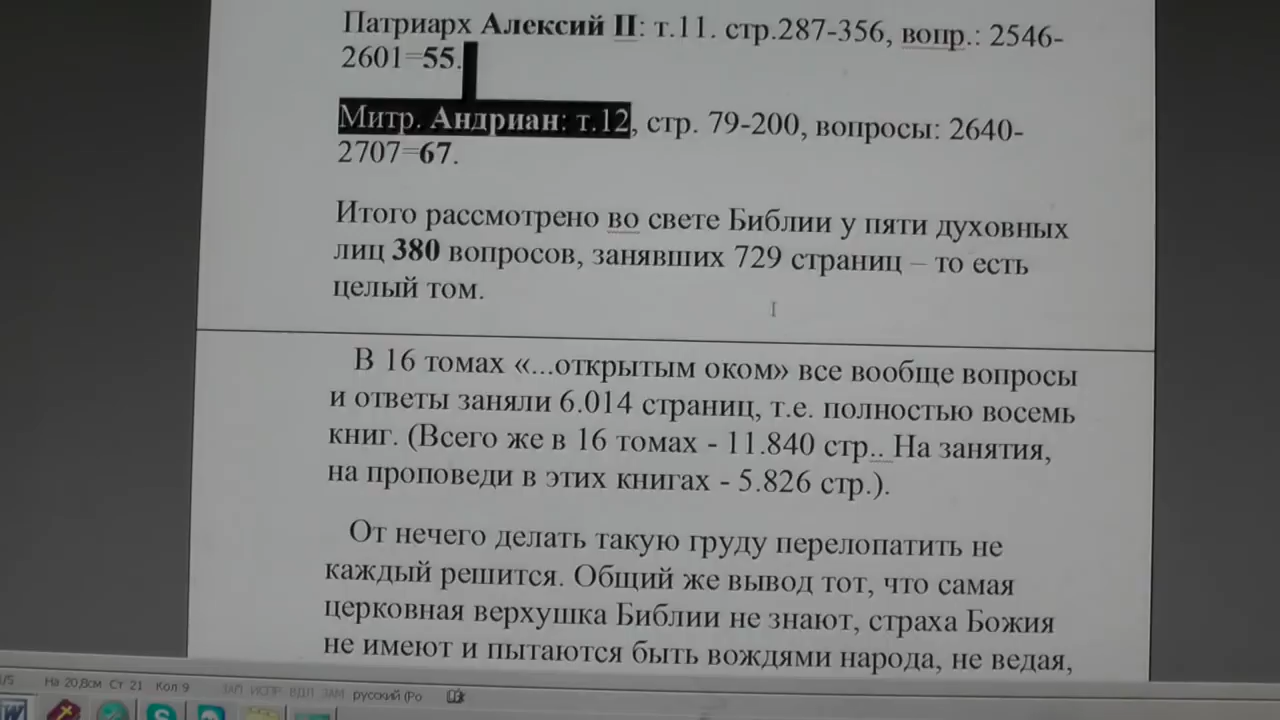 Патриарх Алексий II: т.11. стр.287-356, вопр.: 2546-
2601=55.
Митр. Андриан: т.12, стр. 79-200, вопросы: 2640-
2707=67.
Итого рассмотрено во свете Библии у пяти духовных
лиц 380 вопросов, занявших 729 страниц – то есть
целый том.
В 16 томах «...открытым оком» все вообще вопросы
и ответы заняли 6.014 страниц, т.е. полностью восемь
книг. (Всего же в 16 томах - 11.840 стр.. На занятия,
на проповеди в этих книгах - 5.826 стр.).
От нечего делать такую груду перелопатить не
каждый решится. Общий же вывод тот, что самая
церковная верхушка Библии не знают, страха Божия
не имеют и пытаются быть вождями народа, не ведая,
/5 На 20,8см Ст 21 Кол 9 ЗАП ИСПР ВДЛ ЗАМ русский (Ро